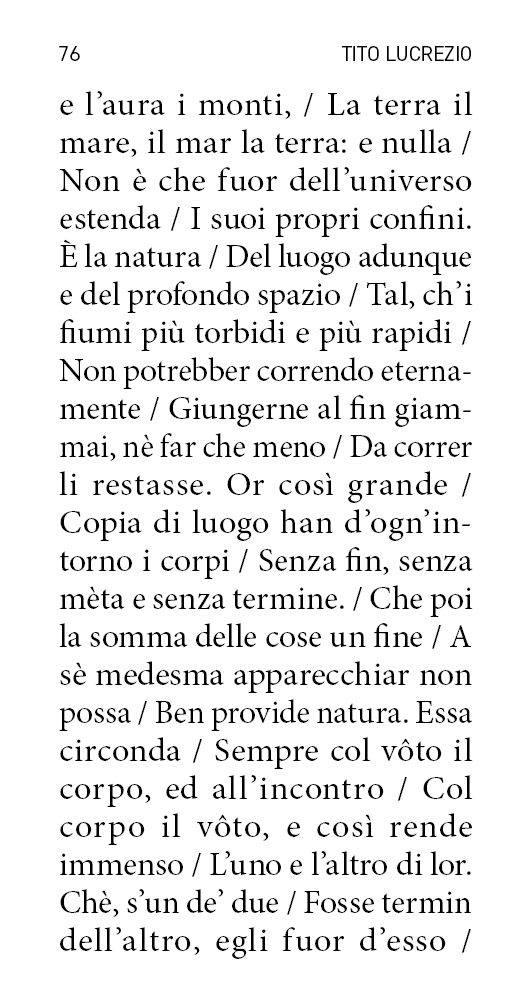 76 TITO LUCREZIO
e l’aura i monti, / La terra il
mare, il mar la terra: e nulla /
Non è che fuor dell’universo
estenda / I suoi propri confini.
È la natura / Del luogo adunque
e del profondo spazio / Tal, ch’i
fiumi più torbidi e più rapidi /
Non potrebber correndo eterna-
mente / Giungerne al fin giam-
mai, nè far che meno / Da correr
li restasse. Or così grande /
Copia di luogo han d’ogn’in-
torno i corpi / Senza fin, senza
mèta e senza termine. / Che poi
la somma delle cose un fine / A
sè medesma apparecchiar non
possa / Ben provide natura. Essa
circonda / Sempre col vôto il
corpo, ed all’incontro / Col
corpo il vôto, e così rende
immenso / L’uno e l’altro di lor.
Chè, s’un de’ due / Fosse termin
dell’altro, egli fuor d’esso /